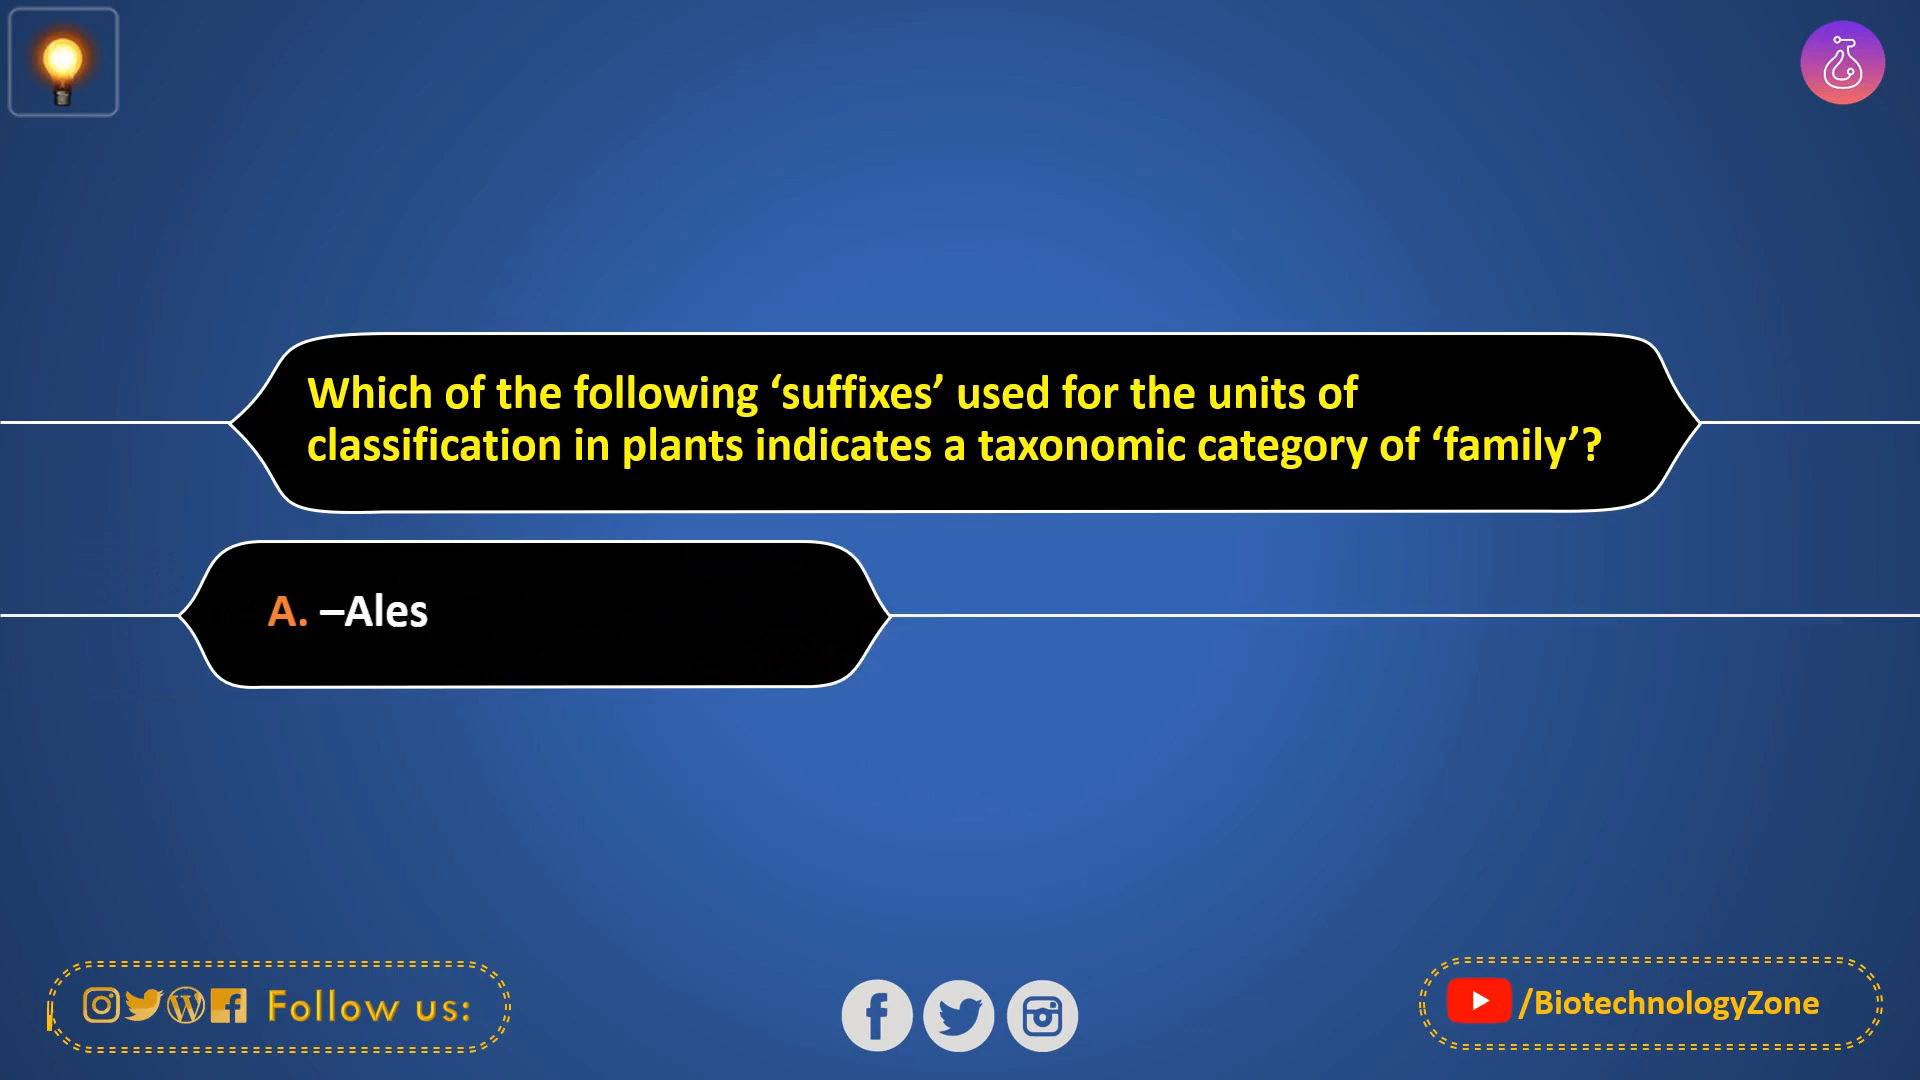 Which of the following ‘suffixes’ used for the units of
classification in plants indicates a taxonomic category of ‘family’?
A. –Ales
Follow us:
/BiotechnologyZone